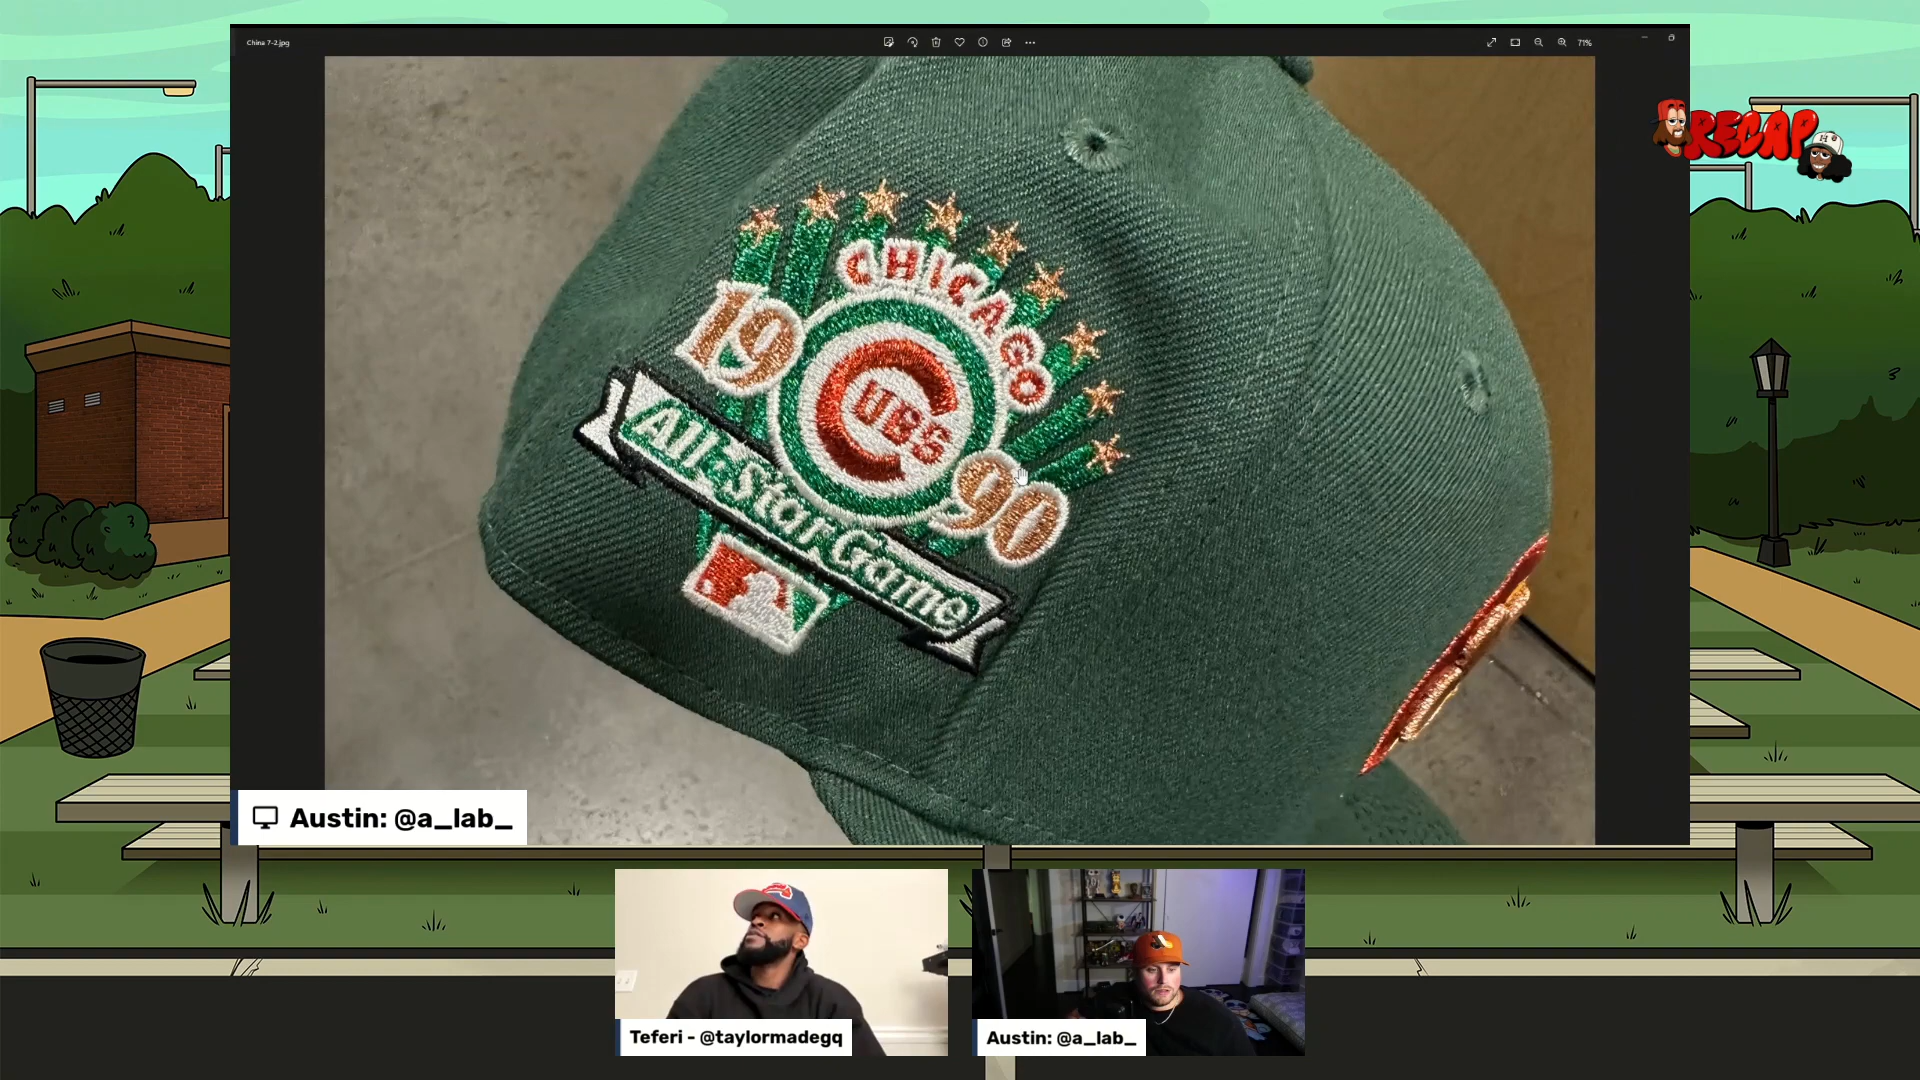 China 7-2.jpg
71%
RECAP
CHICAGO
19
CUBS
90
All-Star Game
Austin: @a_lab_
Teferi - @taylormadegq
Austin: @a_lab_